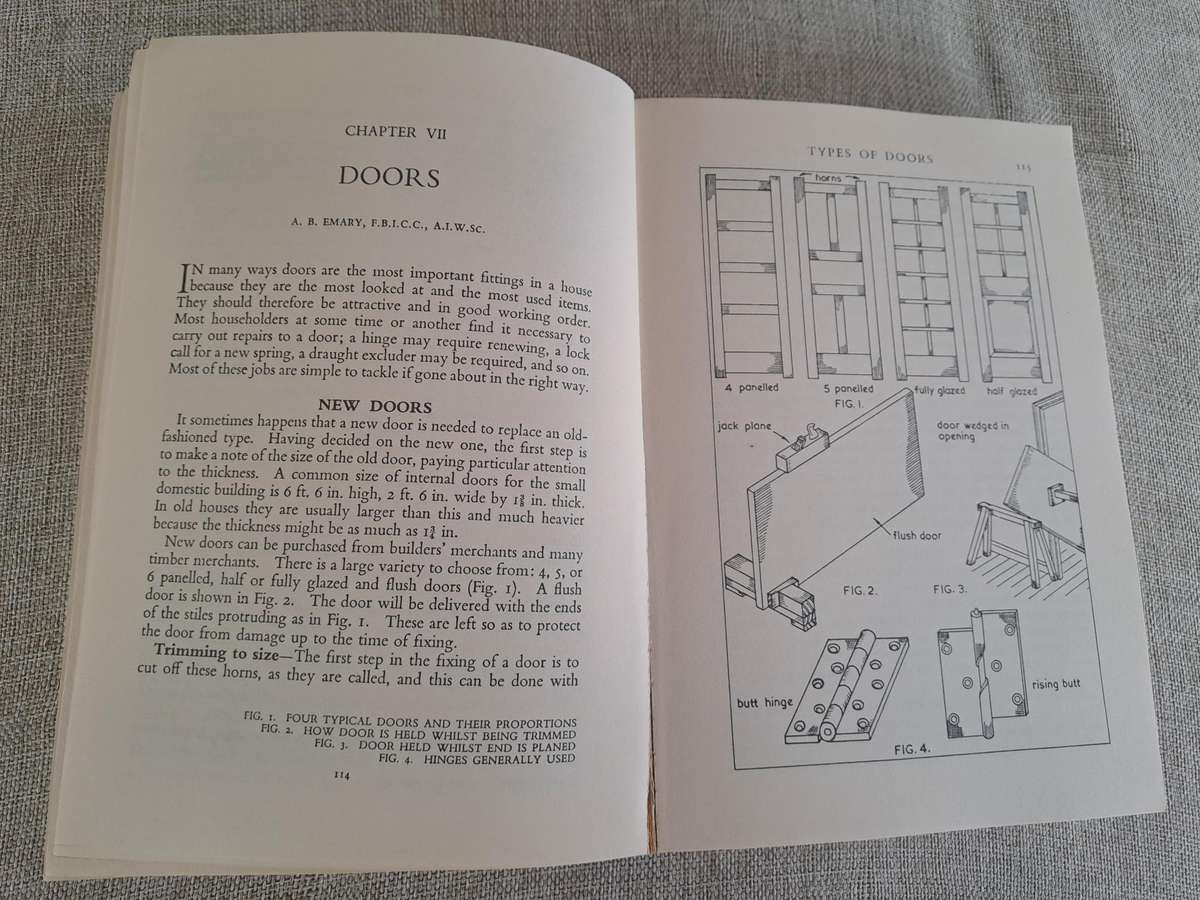 CHAPTER VII
DOORS
A. B. EMARY, F.B.I.C.C., A.I.W.SC.
IN many ways doors are the most important fittings in a house
because they are the most looked at and the most used items.
They should therefore be attractive and in good working order.
Most householders at some time or another find it necessary to
carry out repairs to a door; a hinge may require renewing, a lock
call for a new spring, a draught excluder may be required, and so on.
Most of these jobs are simple to tackle if gone about in the right way.
NEW DOORS
It sometimes happens that a new door is needed to replace an old-
fashioned type. Having decided on the new one, the first step is
to make a note of the size of the old door, paying particular attention
to the thickness. A common size of internal doors for the small
domestic building is 6 ft. 6 in. high, 2 ft. 6 in. wide by 1⅜ in. thick.
In old houses they are usually larger than this and much heavier
because the thickness might be as much as 1¾ in.
New doors can be purchased from builders' merchants and many
timber merchants. There is a large variety to choose from: 4, 5, or
6 panelled, half or fully glazed and flush doors (Fig. 1). A flush
door is shown in Fig. 2. The door will be delivered with the ends
of the stiles protruding as in Fig. 1. These are left so as to protect
the door from damage up to the time of fixing.
Trimming to size—The first step in the fixing of a door is to
cut off these horns, as they are called, and this can be done with
FIG. 1. FOUR TYPICAL DOORS AND THEIR PROPORTIONS
FIG. 2. HOW DOOR IS HELD WHILST BEING TRIMMED
FIG. 3. DOOR HELD WHILST END IS PLANED
FIG. 4. HINGES GENERALLY USED
114
TYPES OF DOORS 115
horns
4 panelled 5 panelled fully glazed half glazed
FIG. 1.
jack plane
door wedged in
opening
flush door
FIG. 2. FIG. 3.
butt hinge
rising butt
FIG. 4.